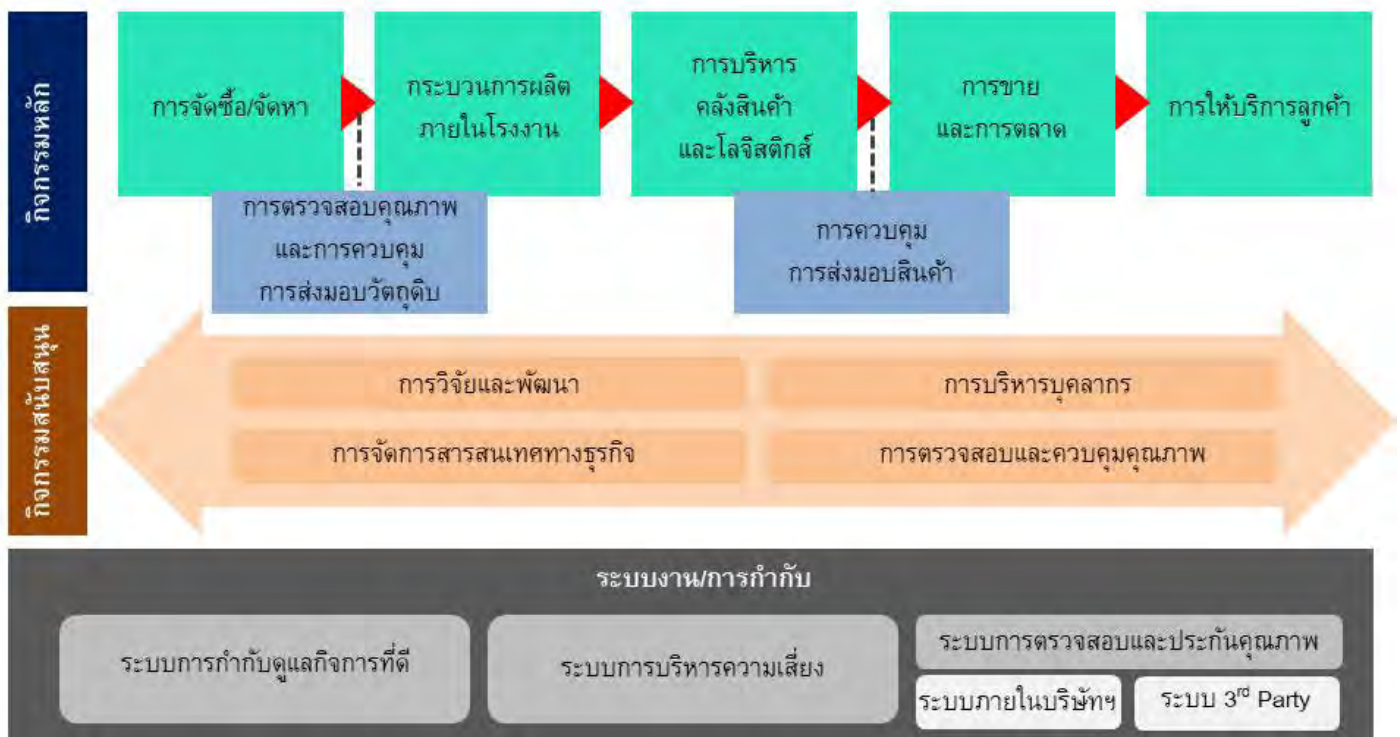 กิจกรรมหลัก
การจัดซื้อ/จัดหา
กระบวนการผลิต
ภายในโรงงาน
การบริหาร
คลังสินค้า
และโลจิสติกส์
การขาย
และการตลาด
การให้บริการลูกค้า
การตรวจสอบคุณภาพ
และการควบคุม
การส่งมอบวัตถุดิบ
การควบคุม
การส่งมอบสินค้า
กิจกรรมสนับสนุน
การวิจัยและพัฒนา
การบริหารบุคลากร
การจัดการสารสนเทศทางธุรกิจ
การตรวจสอบและควบคุมคุณภาพ
ระบบงาน/การกำกับ
ระบบการกำกับดูแลกิจการที่ดี
ระบบการบริหารความเสี่ยง
ระบบการตรวจสอบและประกันคุณภาพ
ระบบภายในบริษัทฯ
ระบบ 3rd Party